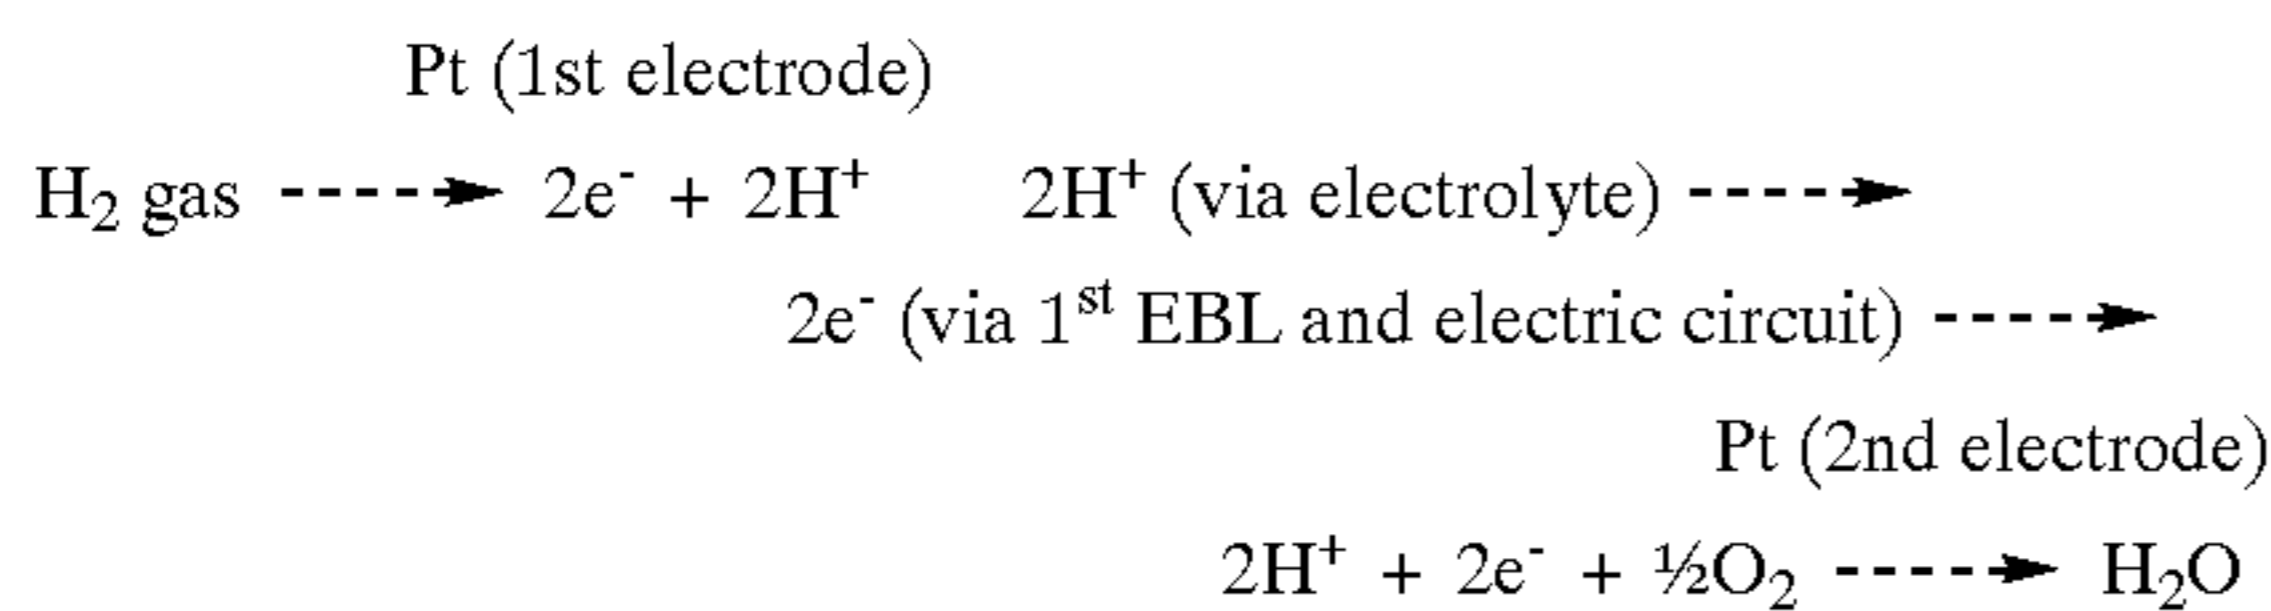 Pt (1st electrode)
H₂ gas -----► 2e⁻ + 2H⁺ 2H⁺ (via electrolyte) -----►
2e⁻ (via 1ˢᵗ EBL and electric circuit) -----►
Pt (2nd electrode)
2H⁺ + 2e⁻ + ½O₂ -----► H₂O